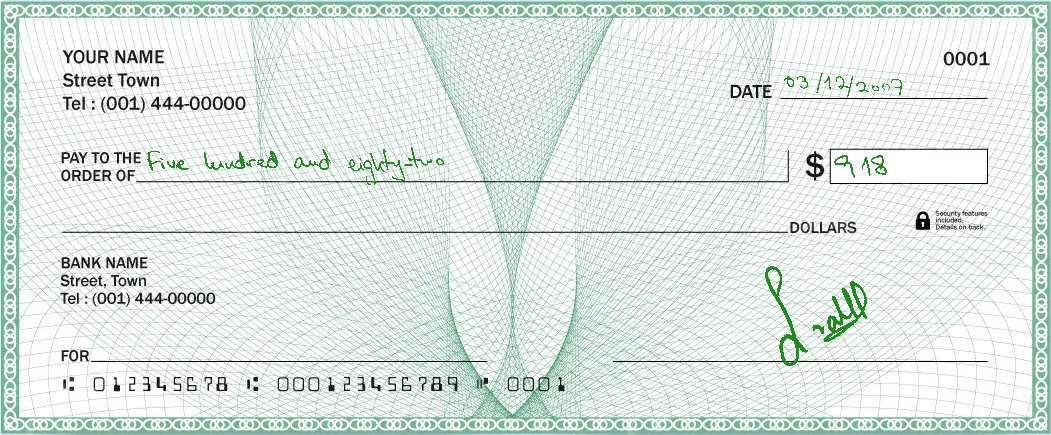 YOUR NAME
0001
Street Town
Tel : (001) 444-00000
DATE 03/12/2007
PAY TO THE
ORDER OF Five hundred and eighty-two
$ 918
DOLLARS
Security features
included.
Details on back.
BANK NAME
Street, Town
Tel : (001) 444-00000
FOR
⑆ 012345678 ⑆ 000123456789 ⑈ 0001